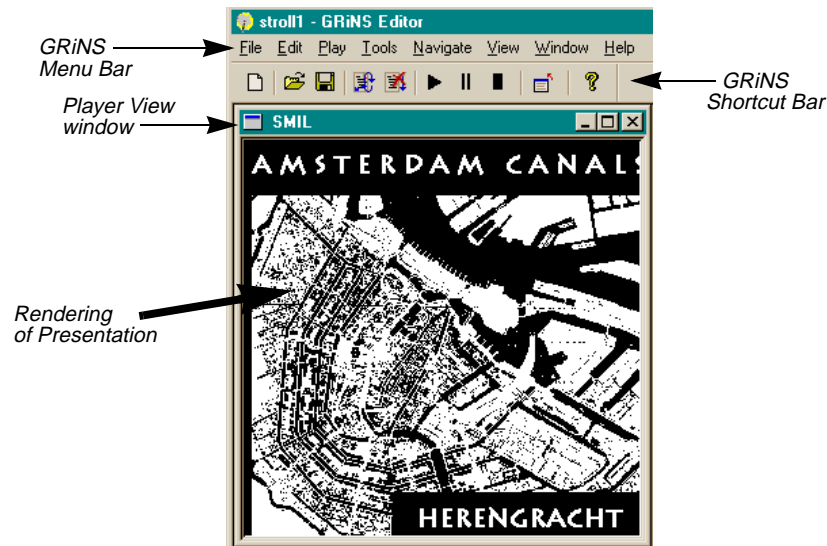 stroll1 - GRiNS Editor
File Edit Play Tools Navigate View Window Help
GRiNS
Menu Bar
GRiNS
Shortcut Bar
Player View
window
SMIL
AMSTERDAM CANALS
Rendering
of Presentation
HERENGRACHT